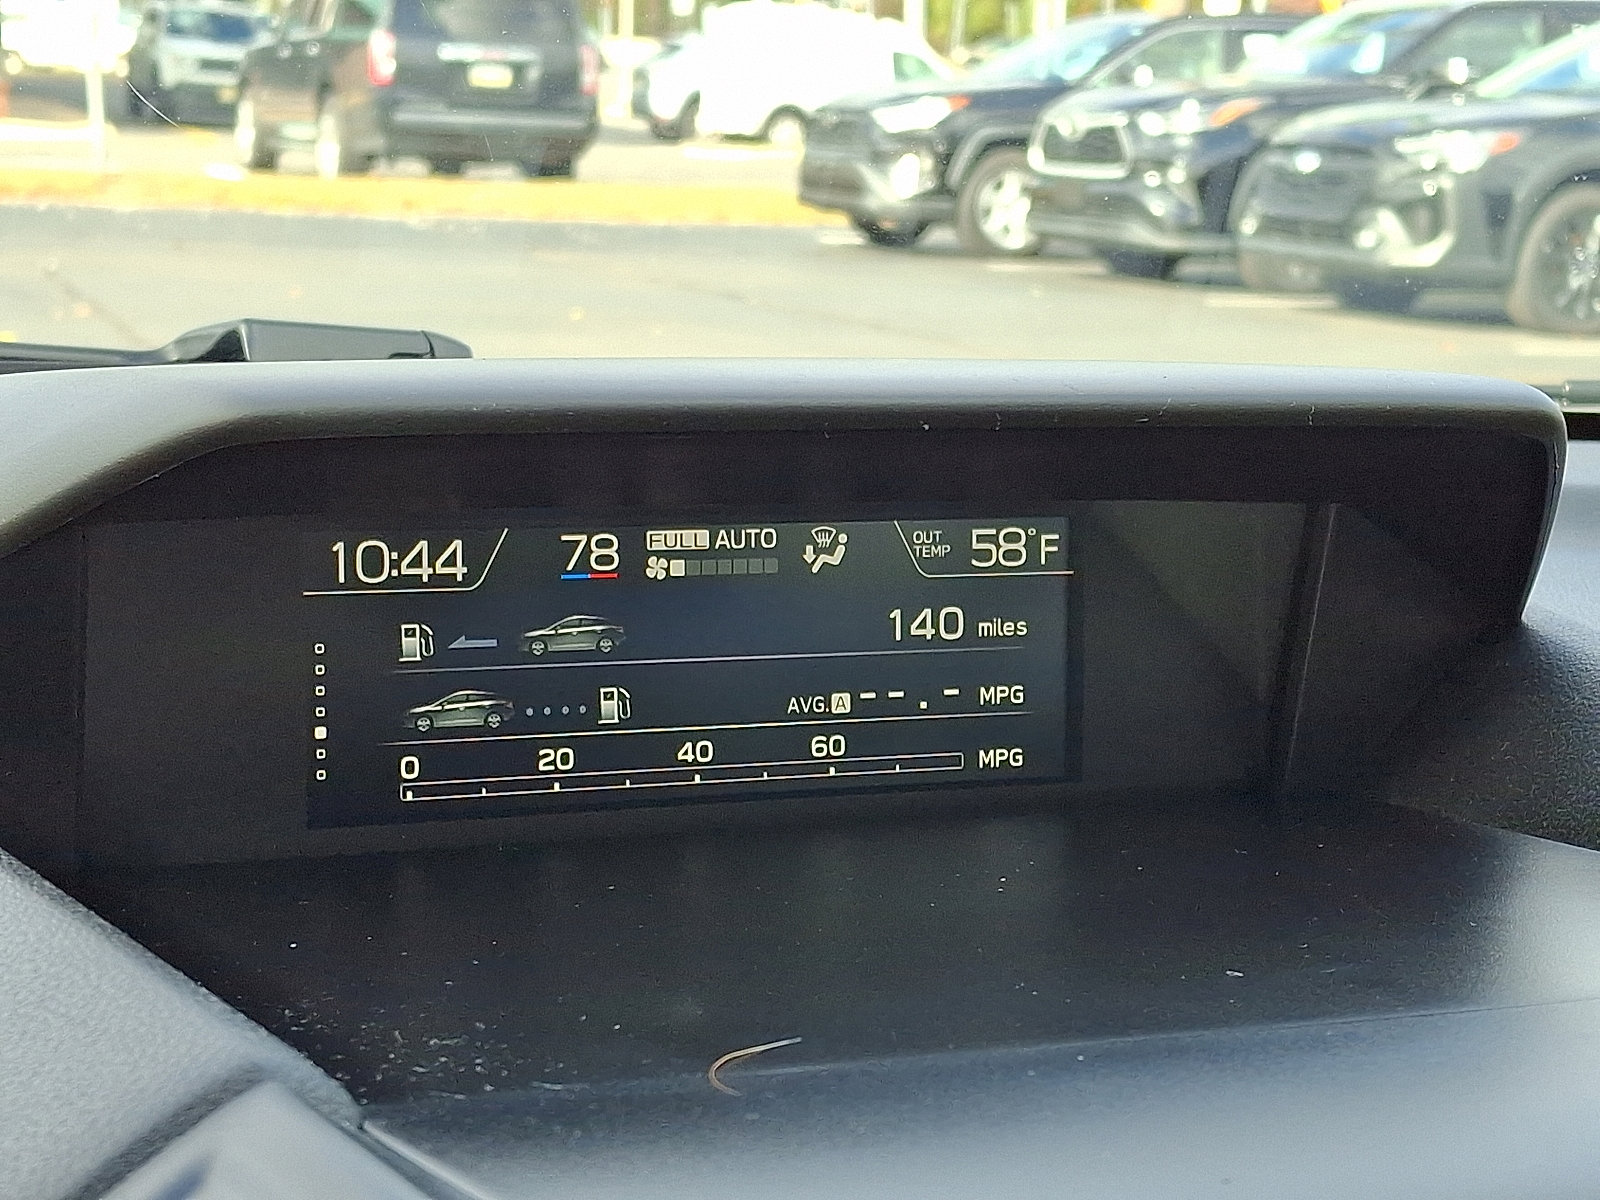 10:44 78 FULL AUTO OUT TEMP 58°F
140 miles
AVG. A --.- MPG
0 20 40 60 MPG